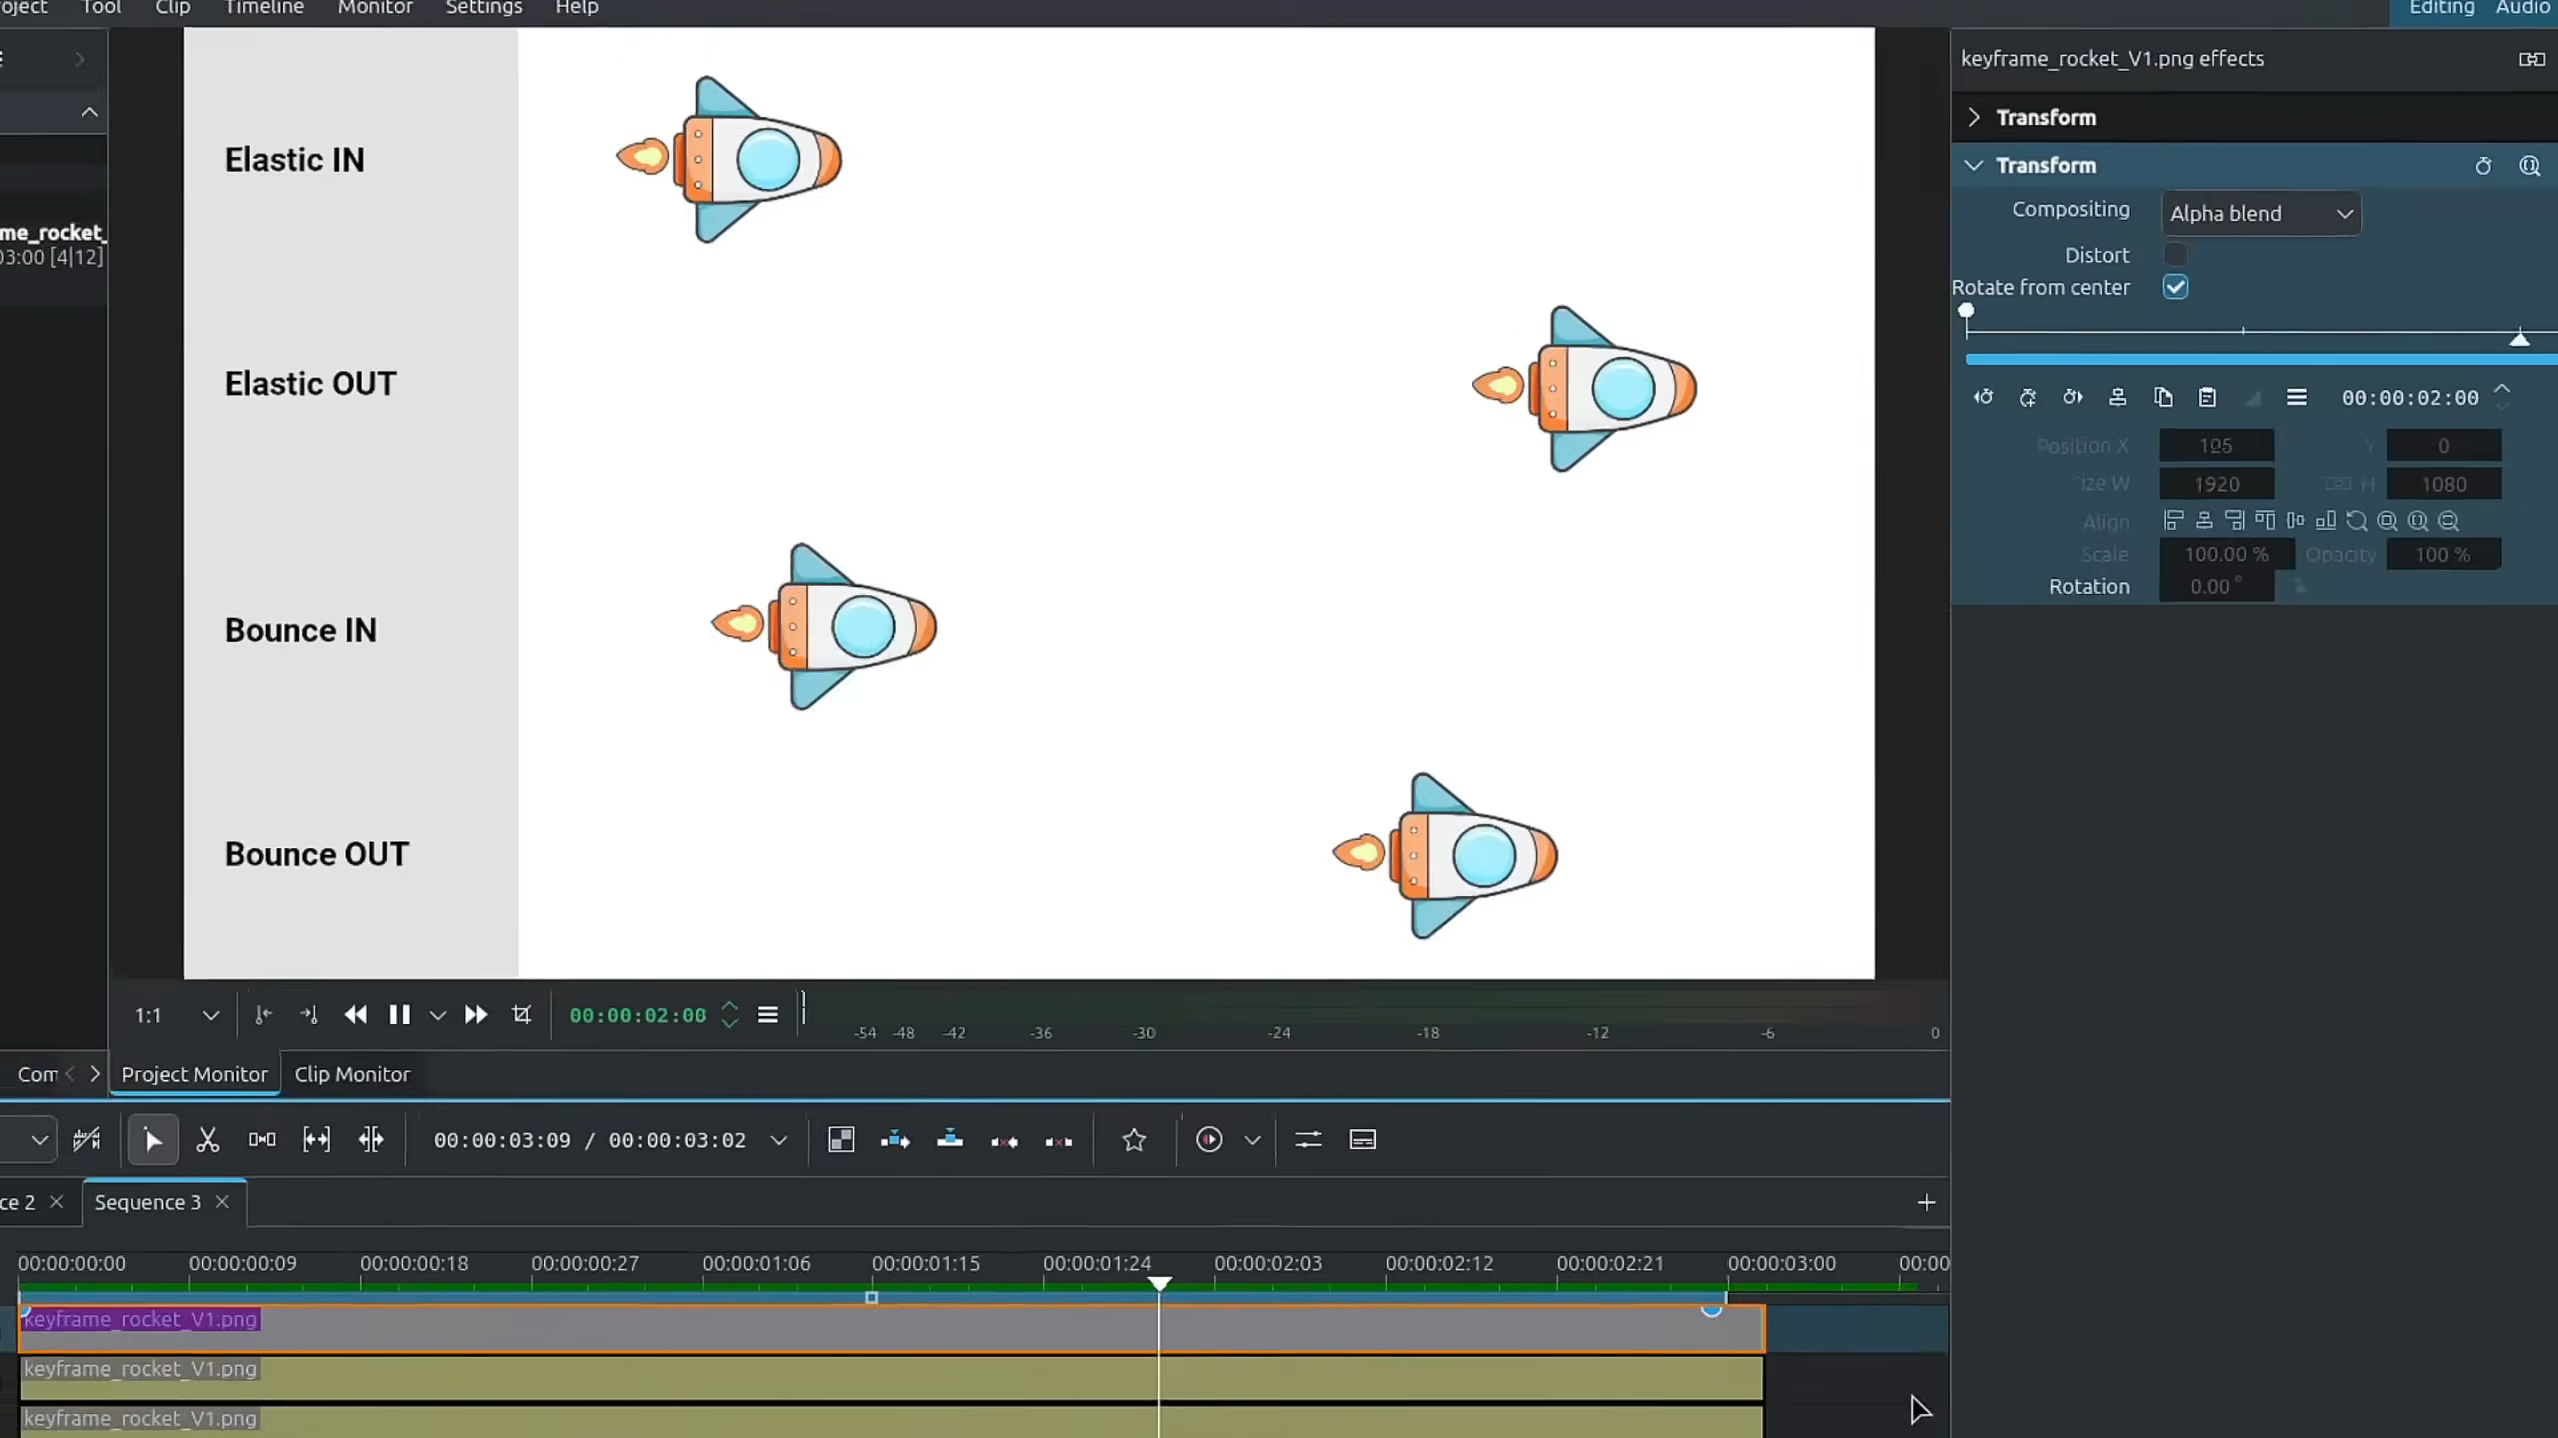 Tool Clip Timeline Monitor Settings Help
Editing Audio
keyframe_rocket_V1.png effects
Transform
Transform
Compositing Alpha blend
Distort
Rotate from center
00:00:02:00
Position X 195 Y 0
1920 H 1080
Align
Scale 100.00 % Opacity 100 %
Rotation 0.00°
me_rocket_
03:00 [4|12]
Elastic IN
Elastic OUT
Bounce IN
Bounce OUT
1:1 00:00:02:00
-54 -48 -42 -36 -30 -24 -18 -12 -6 0
Com Project Monitor Clip Monitor
00:00:03:09 / 00:00:03:02
ce 2 Sequence 3
00:00:00:00 00:00:00:09 00:00:00:18 00:00:00:27 00:00:01:06 00:00:01:15 00:00:01:24 00:00:02:03 00:00:02:12 00:00:02:21 00:00:03:00 00:00
keyframe_rocket_V1.png
keyframe_rocket_V1.png
keyframe_rocket_V1.png